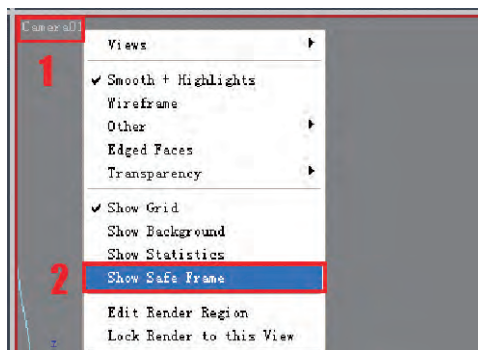 Camera01
1
Views
Smooth + Highlights
Wireframe
Other
Edged Faces
Transparency
Show Grid
Show Background
Show Statistics
2
Show Safe Frame
Edit Render Region
Lock Render to this View
z